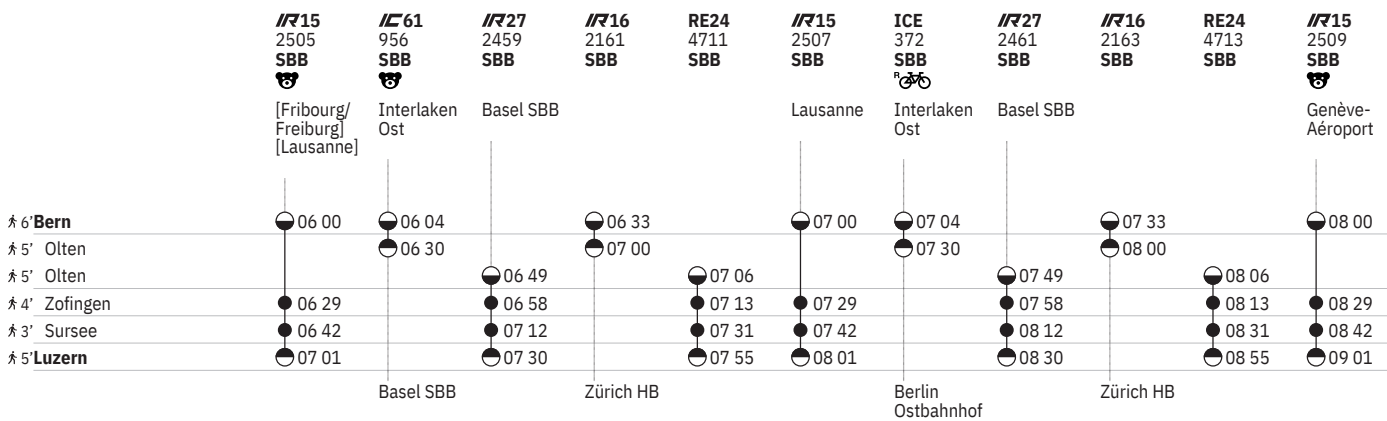 IR15 IC61 IR27 IR16 RE24 IR15 ICE IR27 IR16 RE24 IR15
2505 956 2459 2161 4711 2507 372 2461 2163 4713 2509
SBB SBB SBB SBB SBB SBB SBB SBB SBB SBB SBB
R
[Fribourg/ Interlaken Basel SBB Lausanne Interlaken Basel SBB Genève-
Freiburg] Ost Ost Aéroport
[Lausanne]
6’ Bern 06 00 06 04 06 33 07 00 07 04 07 33 08 00
5’ Olten 06 30 07 00 07 30 08 00
5’ Olten 06 49 07 06 07 49 08 06
4’ Zofingen 06 29 06 58 07 13 07 29 07 58 08 13 08 29
3’ Sursee 06 42 07 12 07 31 07 42 08 12 08 31 08 42
5’ Luzern 07 01 07 30 07 55 08 01 08 30 08 55 09 01
Basel SBB Zürich HB Berlin Zürich HB
Ostbahnhof